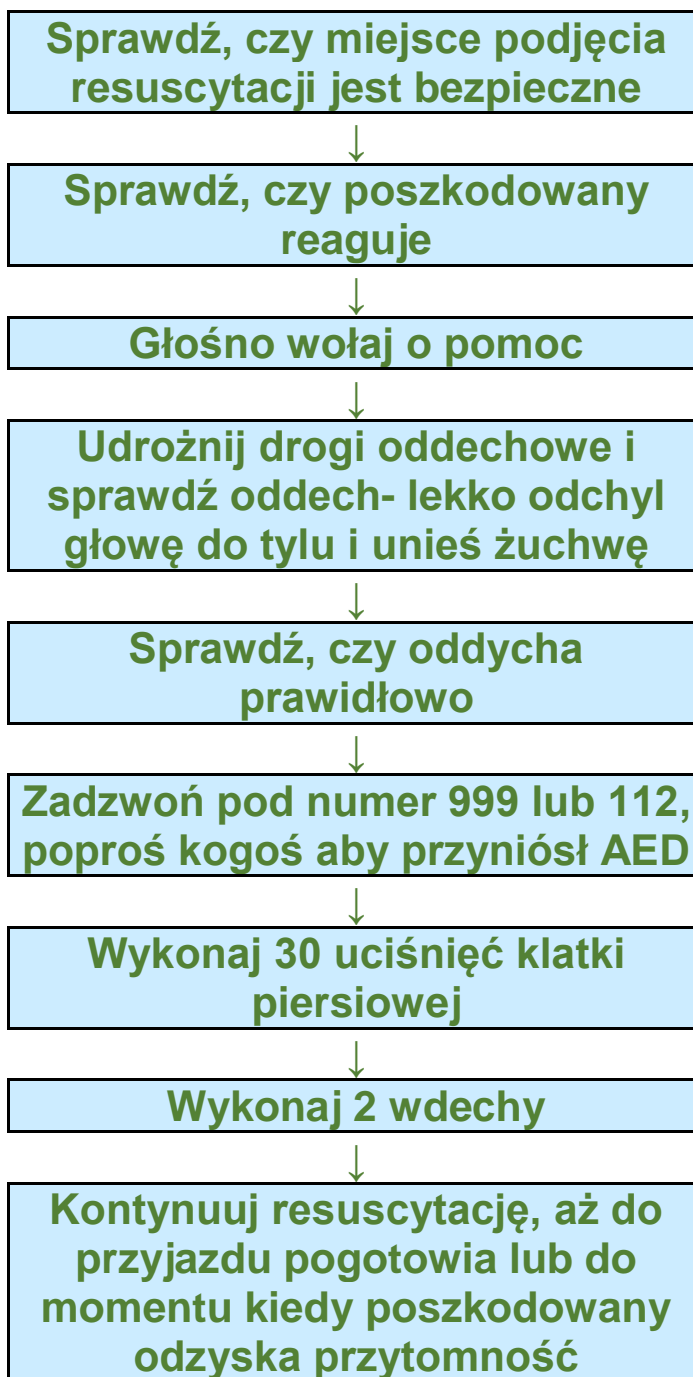 Sprawdź, czy miejsce podjęcia
resuscytacji jest bezpieczne
↓
Sprawdź, czy poszkodowany
reaguje
↓
Głośno wołaj o pomoc
↓
Udrożnij drogi oddechowe i
sprawdź oddech- lekko odchyl
głowę do tylu i unieś żuchwę
↓
Sprawdź, czy oddycha
prawidłowo
↓
Zadzwoń pod numer 999 lub 112,
poproś kogoś aby przyniósł AED
↓
Wykonaj 30 uciśnięć klatki
piersiowej
↓
Wykonaj 2 wdechy
↓
Kontynuuj resuscytację, aż do
przyjazdu pogotowia lub do
momentu kiedy poszkodowany
odzyska przytomność